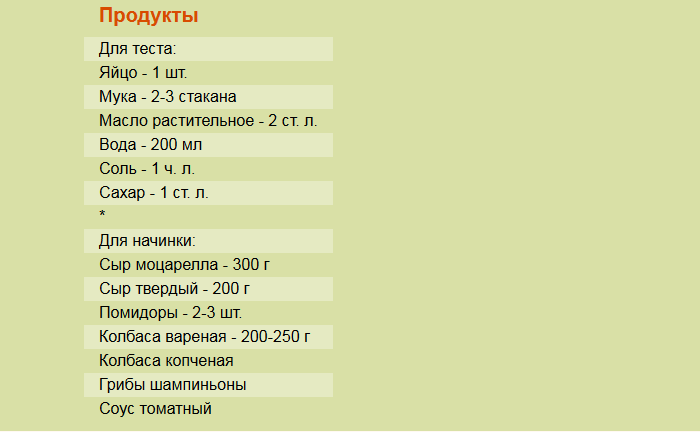 Продукты
Для теста:
Яйцо - 1 шт.
Мука - 2-3 стакана
Масло растительное - 2 ст. л.
Вода - 200 мл
Соль - 1 ч. л.
Сахар - 1 ст. л.
*
Для начинки:
Сыр моцарелла - 300 г
Сыр твердый - 200 г
Помидоры - 2-3 шт.
Колбаса вареная - 200-250 г
Колбаса копченая
Грибы шампиньоны
Соус томатный